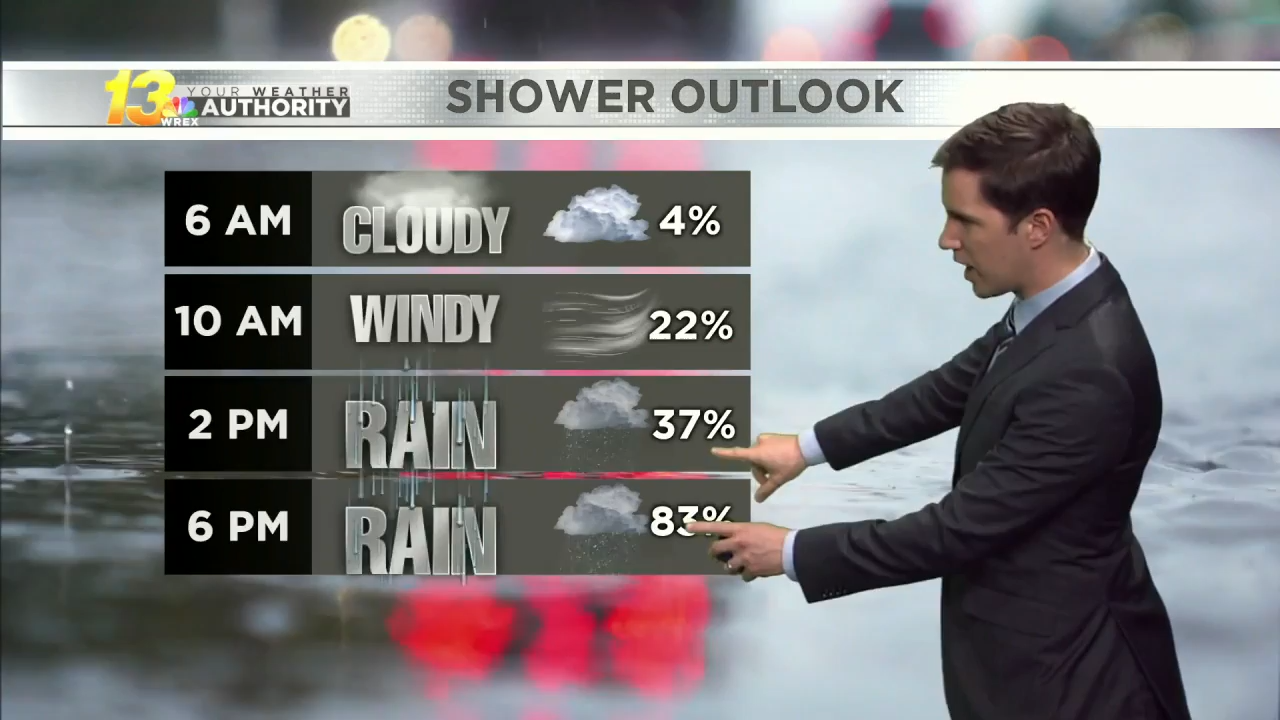 13
WREX
YOUR WEATHER
AUTHORITY
SHOWER OUTLOOK
6 AM CLOUDY 4%
10 AM WINDY 22%
2 PM RAIN 37%
6 PM RAIN 83%